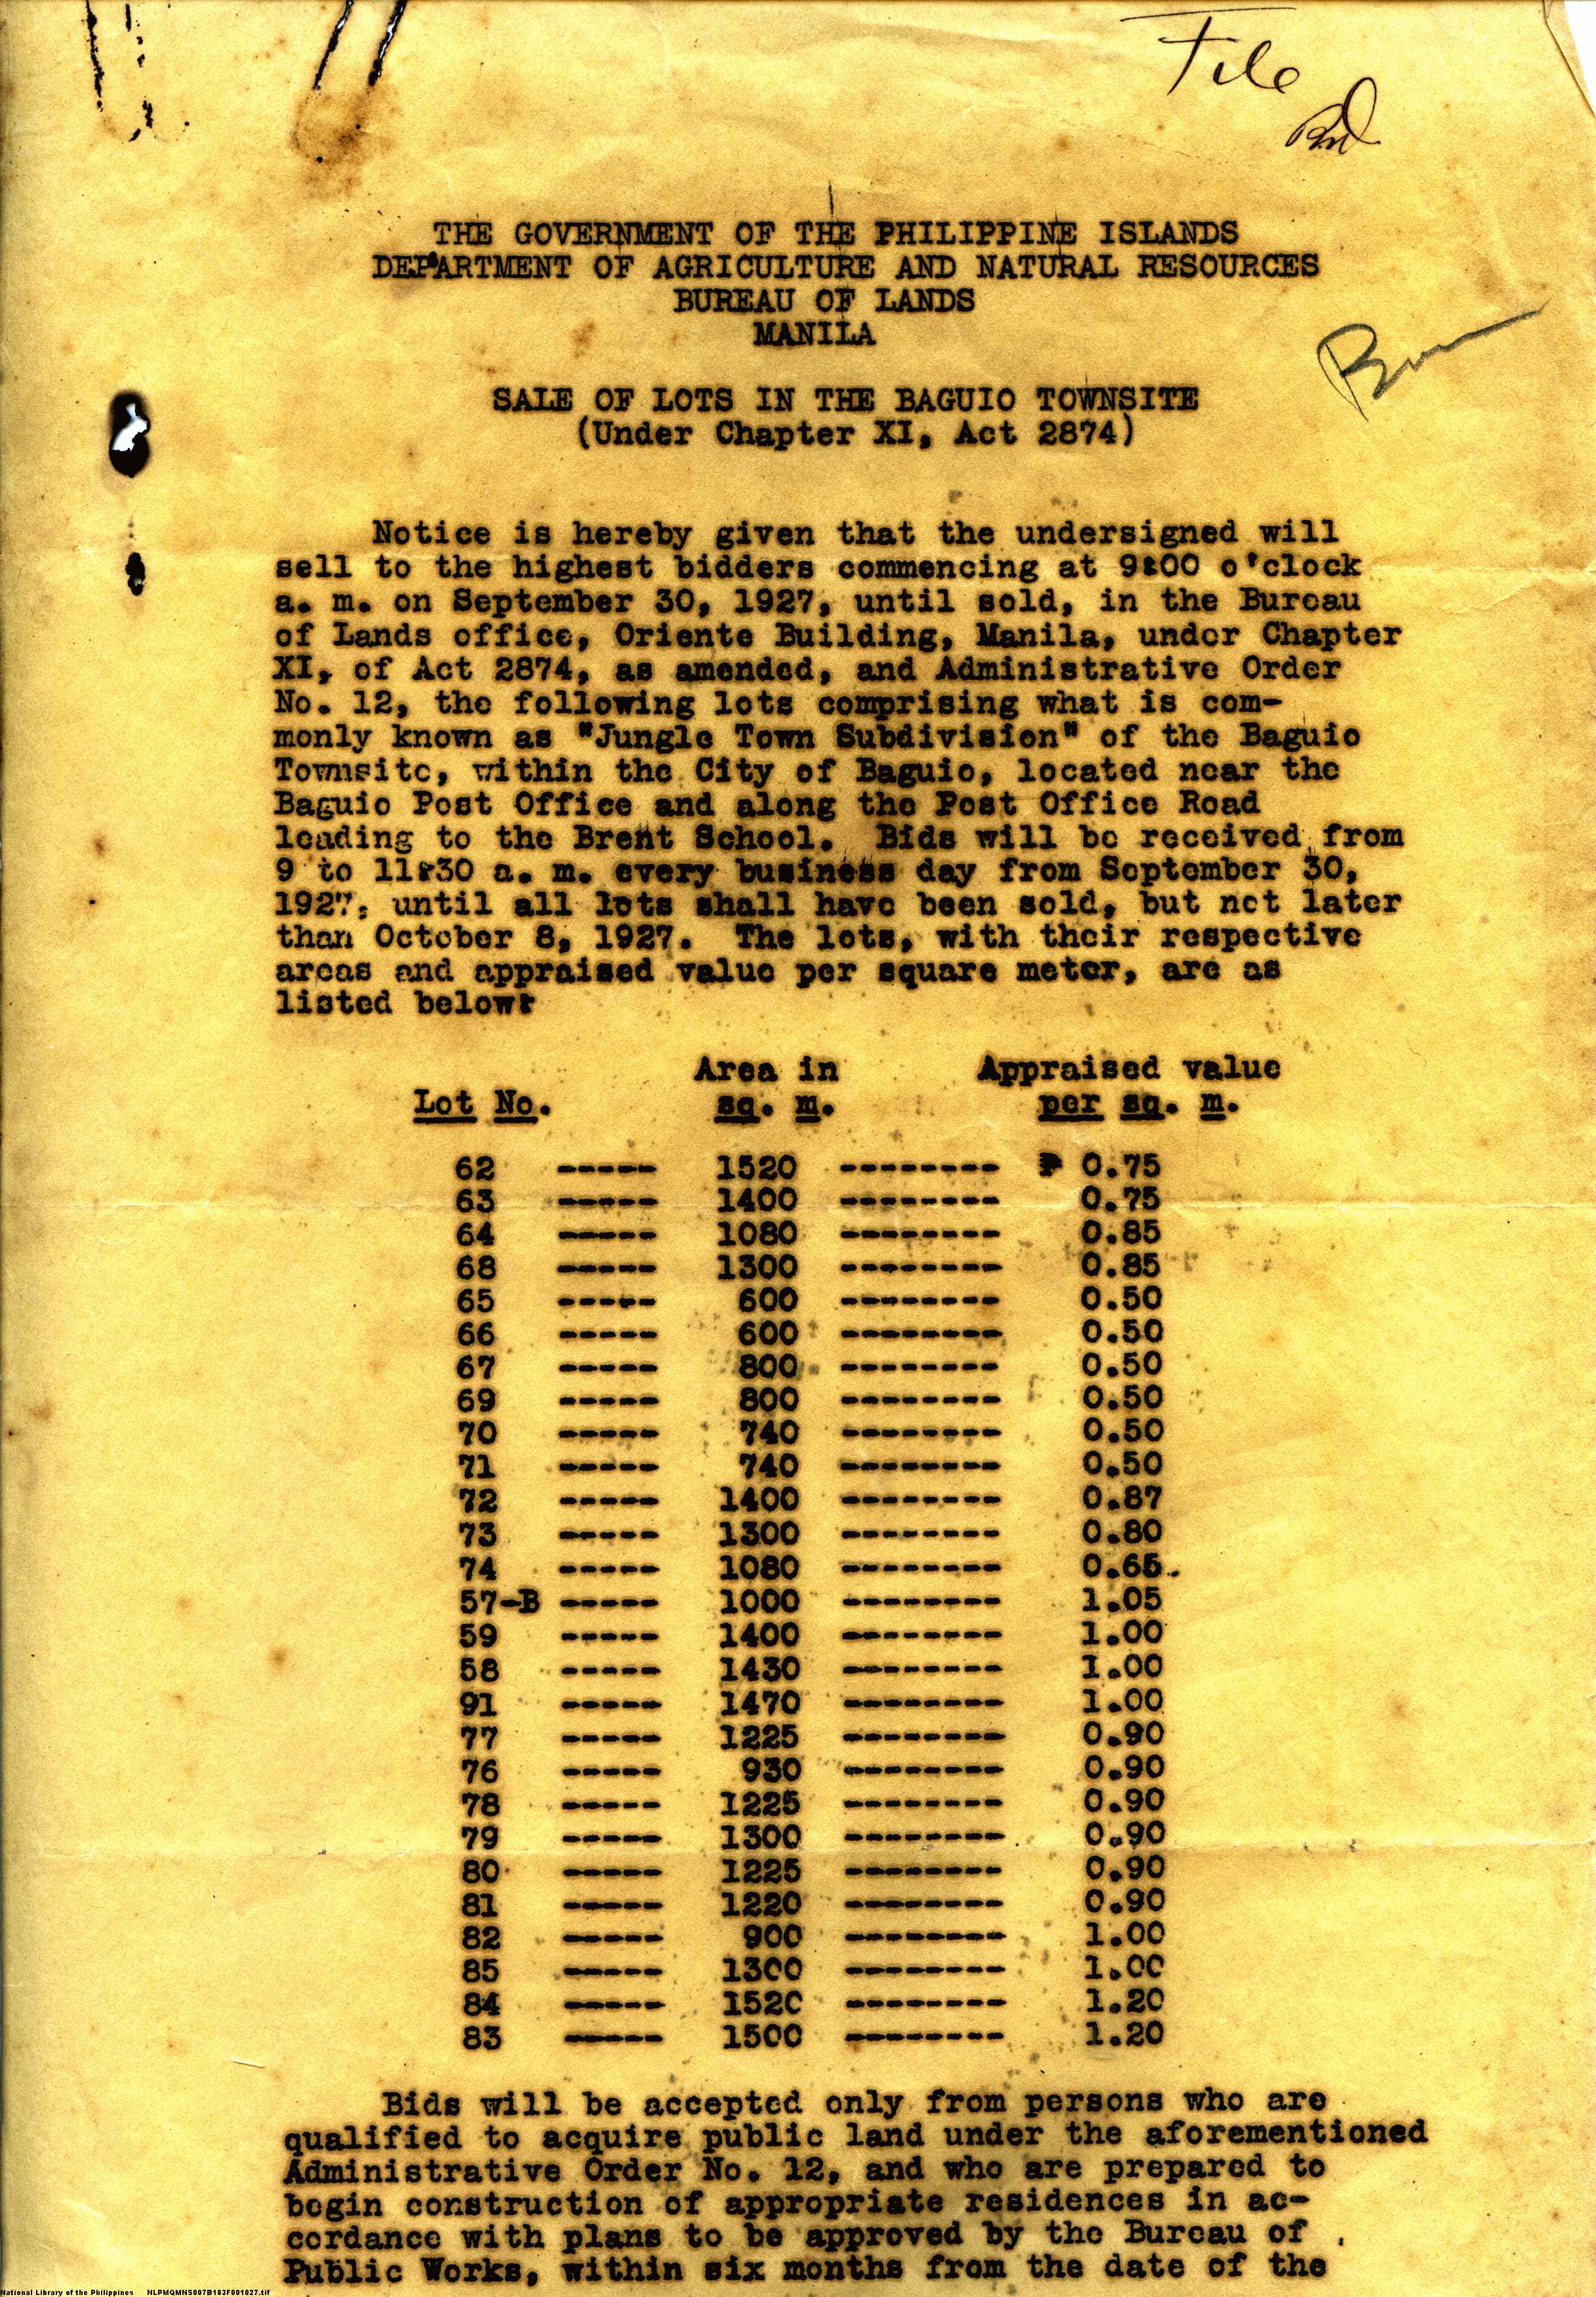 File
THE GOVERNMENT OF THE PHILIPPINE ISLANDS
DEPARTMENT OF AGRICULTURE AND NATURAL RESOURCES
BUREAU OF LANDS
MANILA
SALE OF LOTS IN THE BAGUIO TOWNSITE
(Under Chapter XI, Act 2874)
Notice is hereby given that the undersigned will
sell to the highest bidders commencing at 9:00 o'clock
a. m. on September 30, 1927, until sold, in the Bureau
of Lands office, Oriente Building, Manila, under Chapter
XI, of Act 2874, as amended, and Administrative Order
No. 12, the following lots comprising what is com-
monly known as "Jungle Town Subdivision" of the Baguio
Townsite, within the City of Baguio, located near the
Baguio Post Office and along the Post Office Road
leading to the Brent School. Bids will be received from
9 to 11:30 a. m. every business day from September 30,
1927, until all lots shall have been sold, but not later
than October 8, 1927. The lots, with their respective
areas and appraised value per square meter, are as
listed below:
Area in Appraised value
Lot No. sq. m. per sq. m.
62 ----- 1520 -------- ₱ 0.75
63 ----- 1400 -------- 0.75
64 ----- 1080 -------- 0.85
68 ----- 1300 -------- 0.85
65 ----- 600 -------- 0.50
66 ----- 600 -------- 0.50
67 ----- 800 -------- 0.50
69 ----- 800 -------- 0.50
70 ----- 740 -------- 0.50
71 ----- 740 -------- 0.50
72 ----- 1400 -------- 0.87
73 ----- 1300 -------- 0.80
74 ----- 1080 -------- 0.65
57-B ----- 1000 -------- 1.05
59 ----- 1400 -------- 1.00
58 ----- 1430 -------- 1.00
91 ----- 1470 -------- 1.00
77 ----- 1225 -------- 0.90
76 ----- 930 -------- 0.90
78 ----- 1225 -------- 0.90
79 ----- 1300 -------- 0.90
80 ----- 1225 -------- 0.90
81 ----- 1220 -------- 0.90
82 ----- 900 -------- 1.00
85 ----- 1300 -------- 1.00
84 ----- 1520 -------- 1.20
83 ----- 1500 -------- 1.20
Bids will be accepted only from persons who are
qualified to acquire public land under the aforementioned
Administrative Order No. 12, and who are prepared to
begin construction of appropriate residences in ac-
cordance with plans to be approved by the Bureau of
Public Works, within six months from the date of the
National Library of the Philippines NLPMQMNS007B183F001027.tif